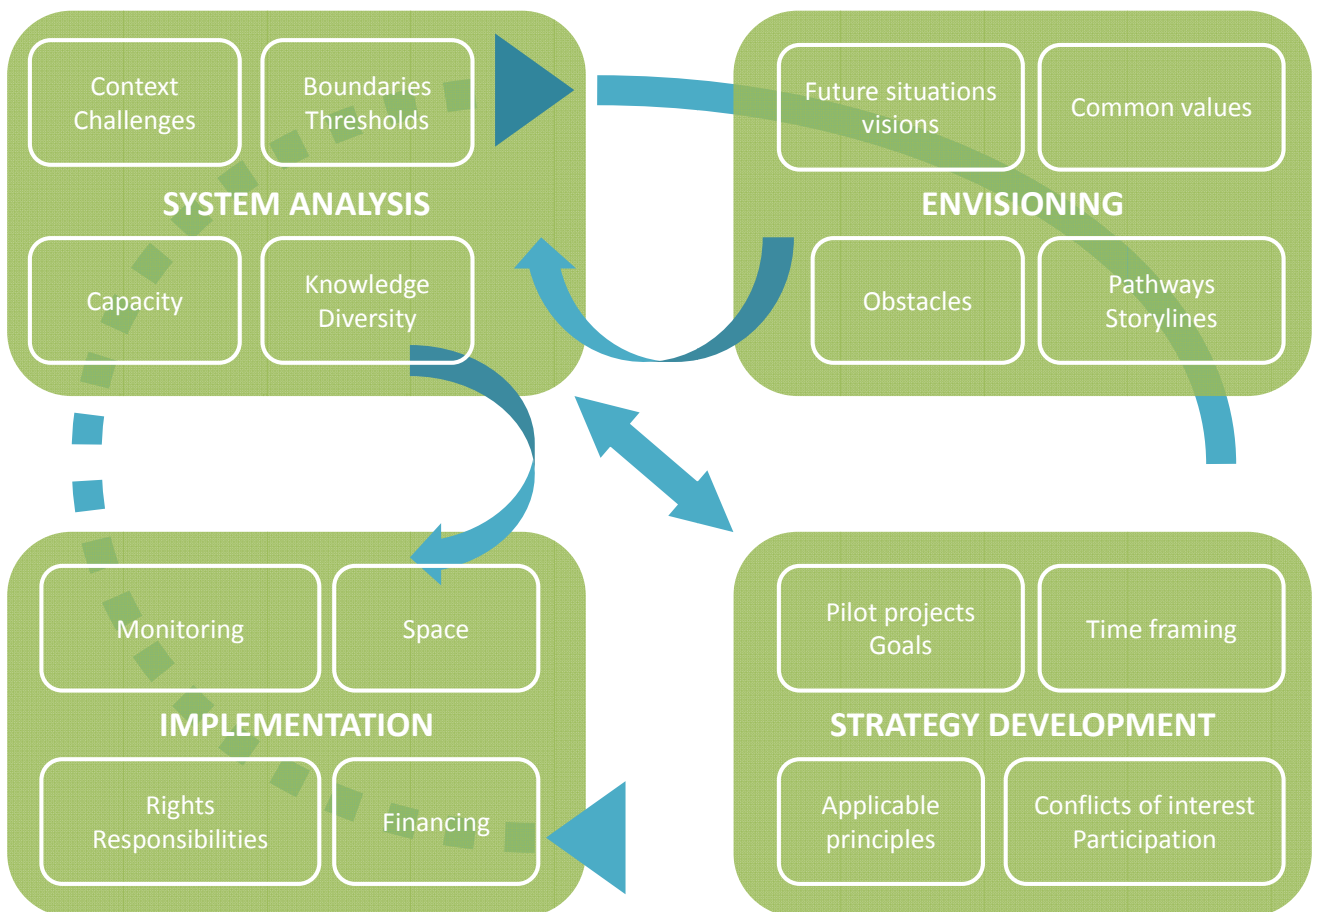 Context
Challenges
Boundaries
Thresholds
SYSTEM ANALYSIS
Capacity
Knowledge
Diversity
Future situations
visions
Common values
ENVISIONING
Obstacles
Pathways
Storylines
Monitoring
Space
IMPLEMENTATION
Rights
Responsibilities
Financing
Pilot projects
Goals
Time framing
STRATEGY DEVELOPMENT
Applicable
principles
Conflicts of interest
Participation